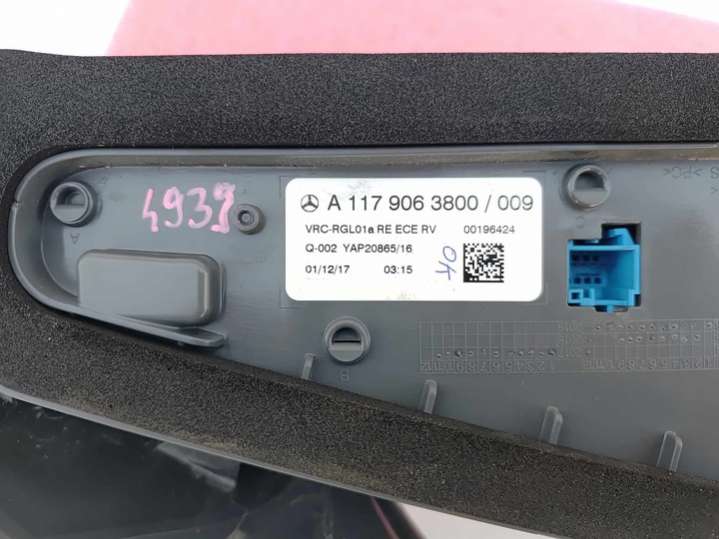 4939
A 117 906 3800 / 009
VRC-RGL01a RE ECE RV 00196424
Q-002 YAP20865/16
01/12/17 03:15
OK
A
B
C